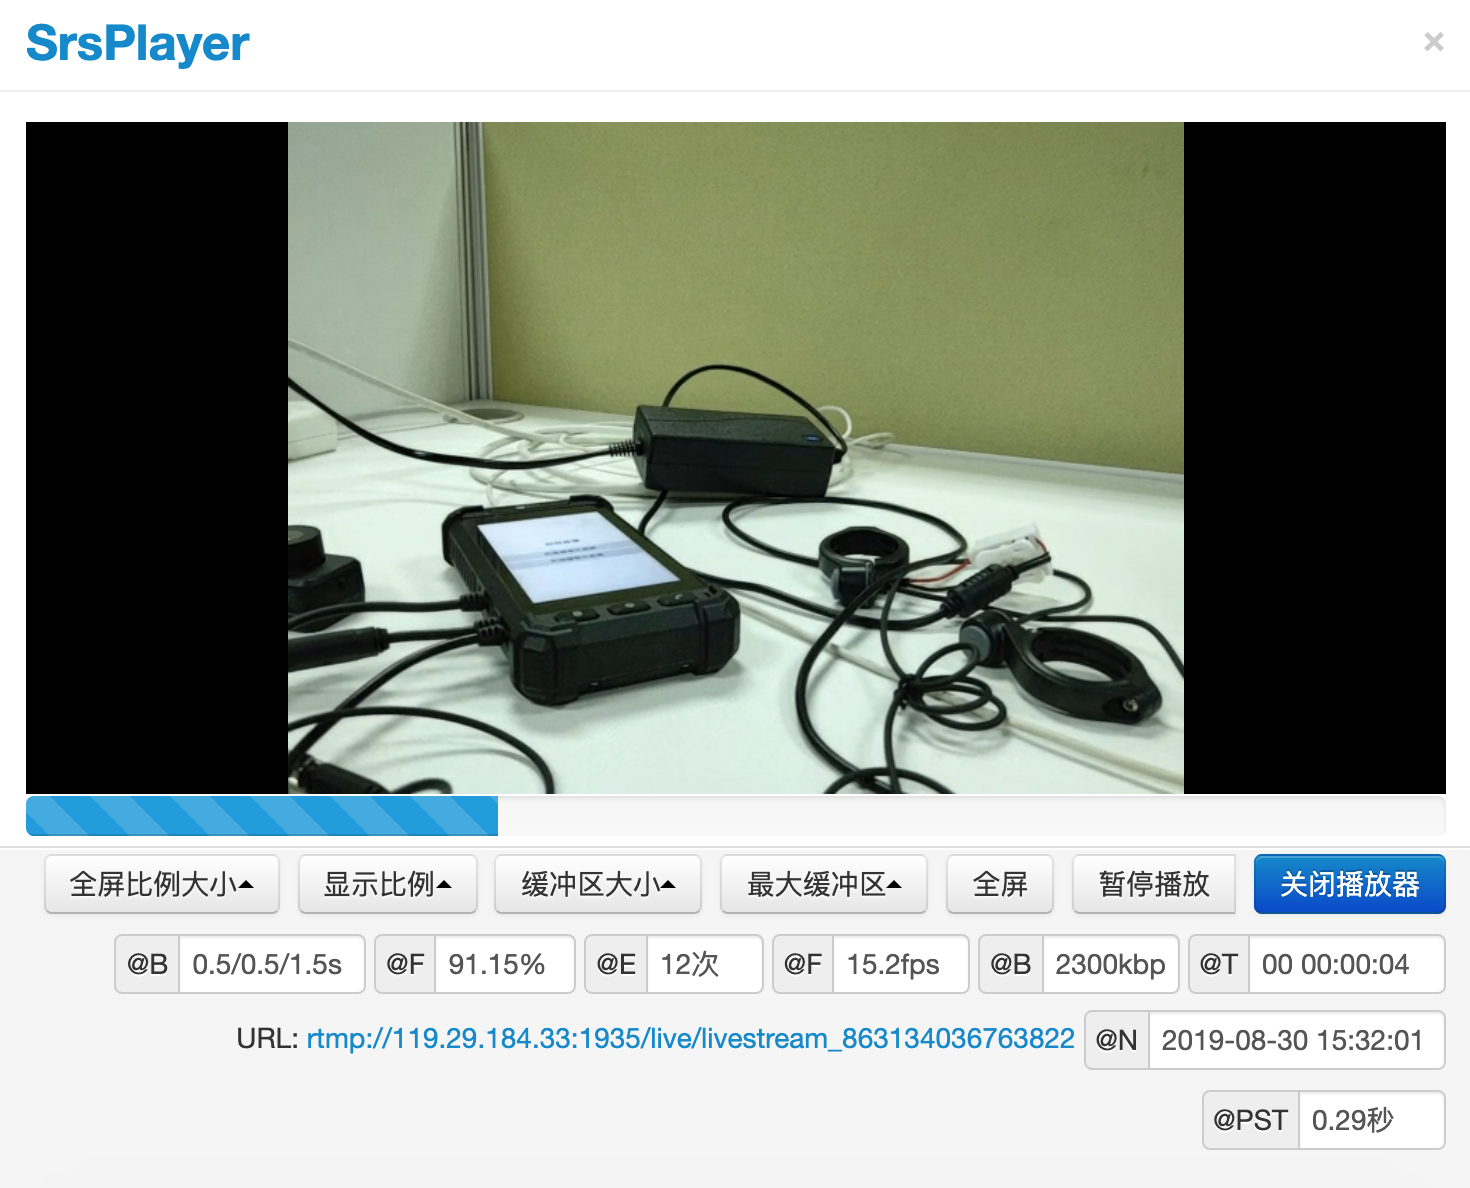 SrsPlayer
×
全屏比例大小 显示比例 缓冲区大小 最大缓冲区 全屏 暂停播放 关闭播放器
@B 0.5/0.5/1.5s @F 91.15% @E 12次 @F 15.2fps @B 2300kbp @T 00 00:00:04
URL: rtmp://119.29.184.33:1935/live/livestream_863134036763822 @N 2019-08-30 15:32:01
@PST 0.29秒